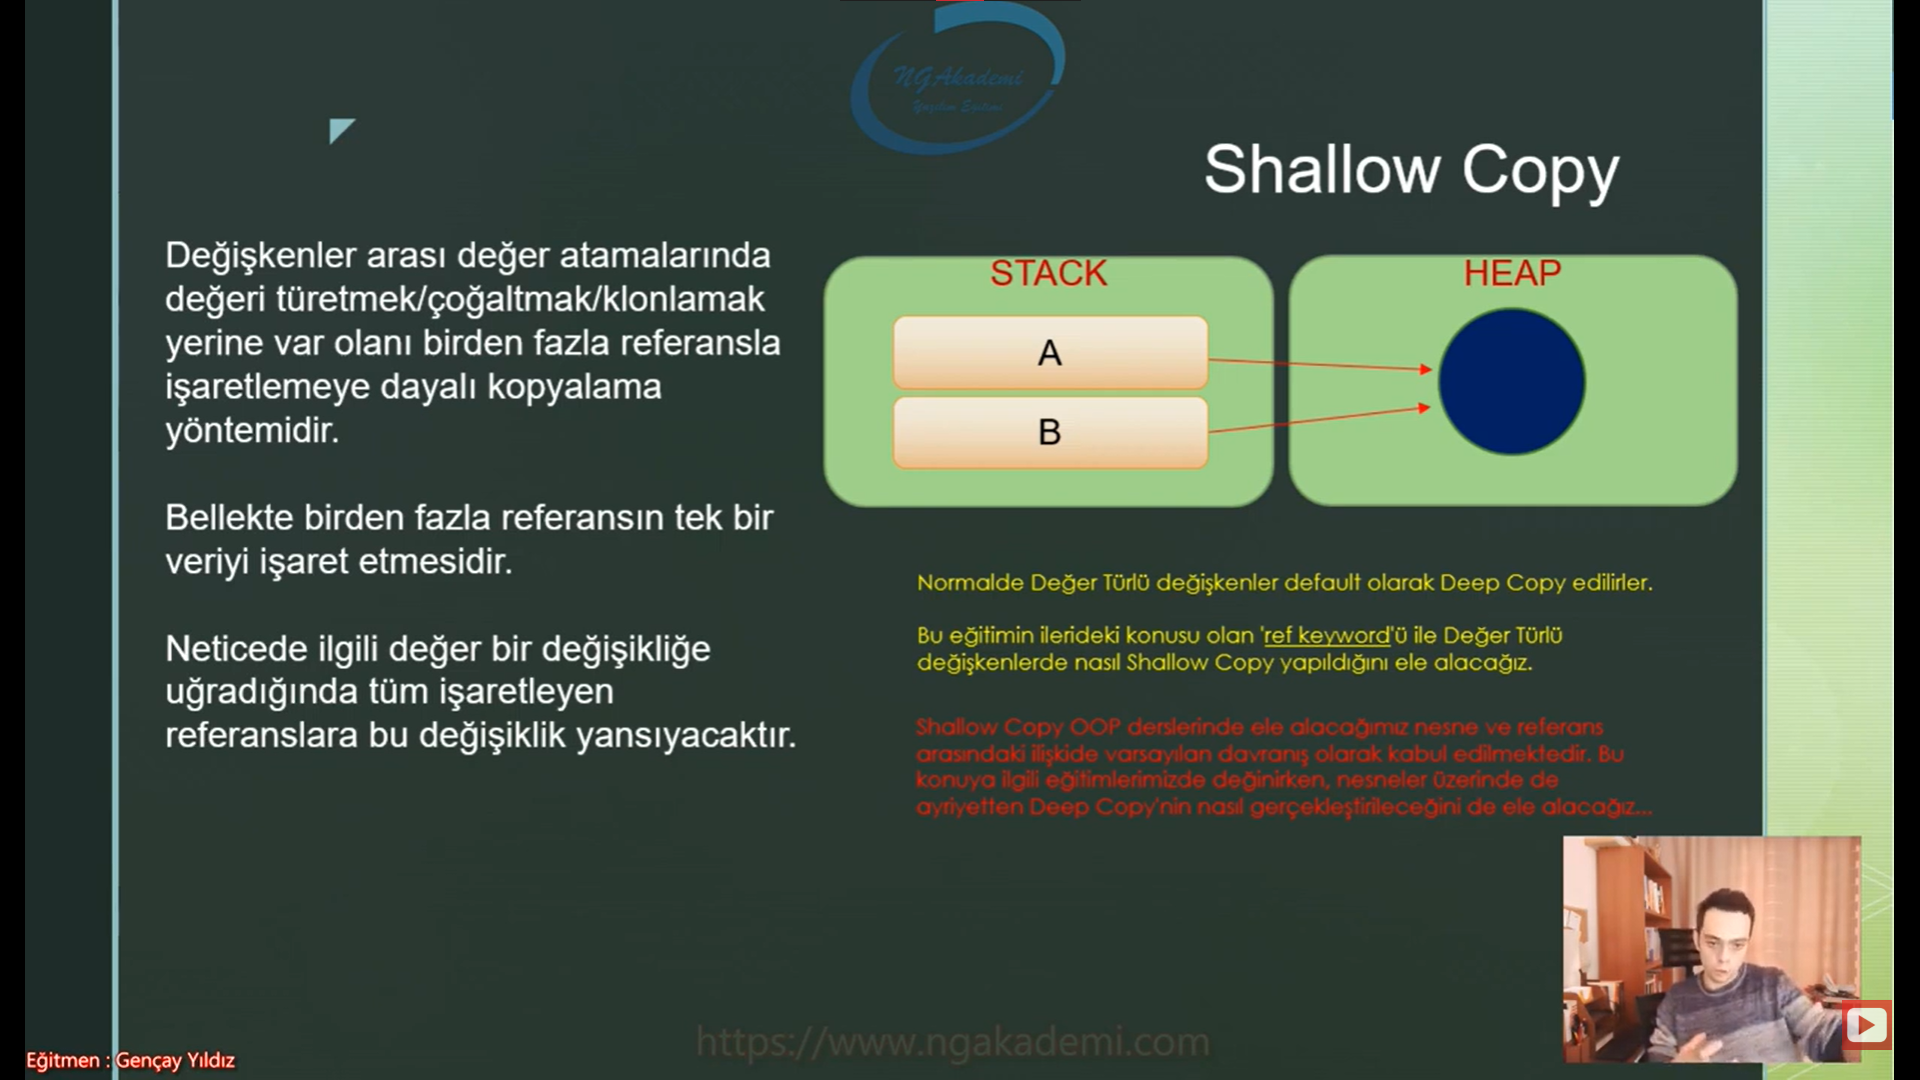 NGAkademi
Yazılım Eğitimi
Shallow Copy
Değişkenler arası değer atamalarında
değeri türetmek/çoğaltmak/klonlamak
yerine var olanı birden fazla referansla
işaretlemeye dayalı kopyalama
yöntemidir.
Bellekte birden fazla referansın tek bir
veriyi işaret etmesidir.
Neticede ilgili değer bir değişikliğe
uğradığında tüm işaretleyen
referanslara bu değişiklik yansıyacaktır.
STACK
A
B
HEAP
Normalde Değer Türlü değişkenler default olarak Deep Copy edilirler.
Bu eğitimin ilerideki konusu olan 'ref keyword'ü ile Değer Türlü
değişkenlerde nasıl Shallow Copy yapıldığını ele alacağız.
Shallow Copy OOP derslerinde ele alacağımız nesne ve referans
arasındaki ilişkide varsayılan davranış olarak kabul edilmektedir. Bu
konuya ilgili eğitimlerimizde değinirken, nesneler üzerinde de
ayriyetten Deep Copy'nin nasıl gerçekleştirileceğini de ele alacağız...
https://www.ngakademi.com
Eğitmen : Gençay Yıldız